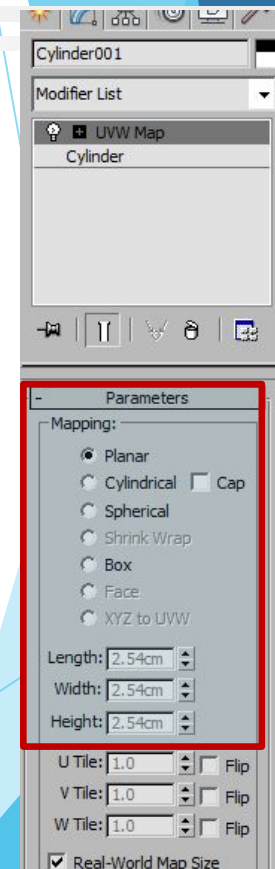 Cylinder001
Modifier List
UVW Map
Cylinder
- Parameters
Mapping:
Planar
Cylindrical Cap
Spherical
Shrink Wrap
Box
Face
XYZ to UVW
Length: 2.54cm
Width: 2.54cm
Height: 2.54cm
U Tile: 1.0 Flip
V Tile: 1.0 Flip
W Tile: 1.0 Flip
Real-World Map Size